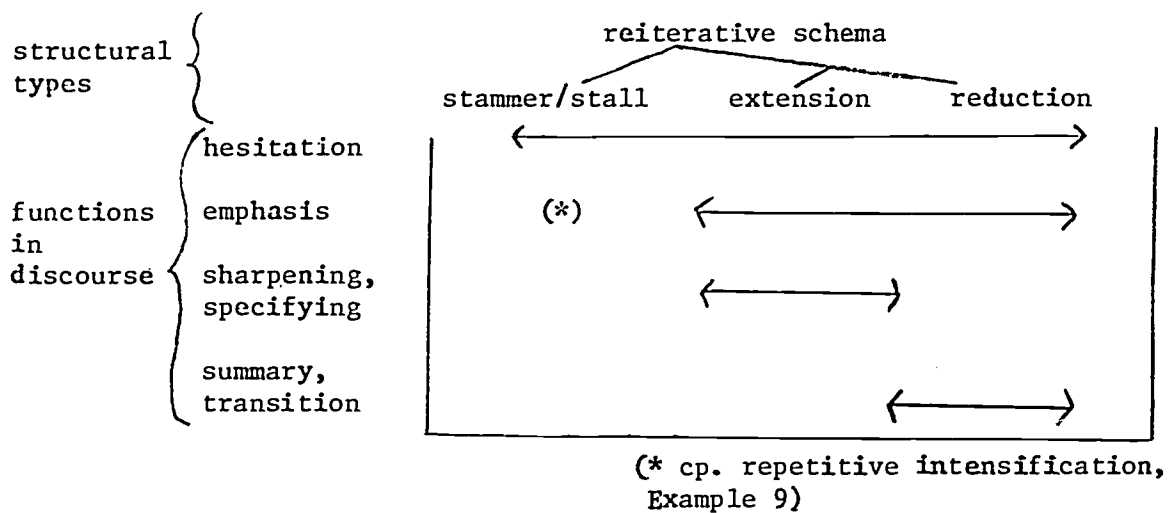 reiterative schema
structural
types
stammer/stall extension reduction
hesitation
functions
in
discourse
emphasis (*)
sharpening,
specifying
summary,
transition
(* cp. repetitive intensification,
Example 9)